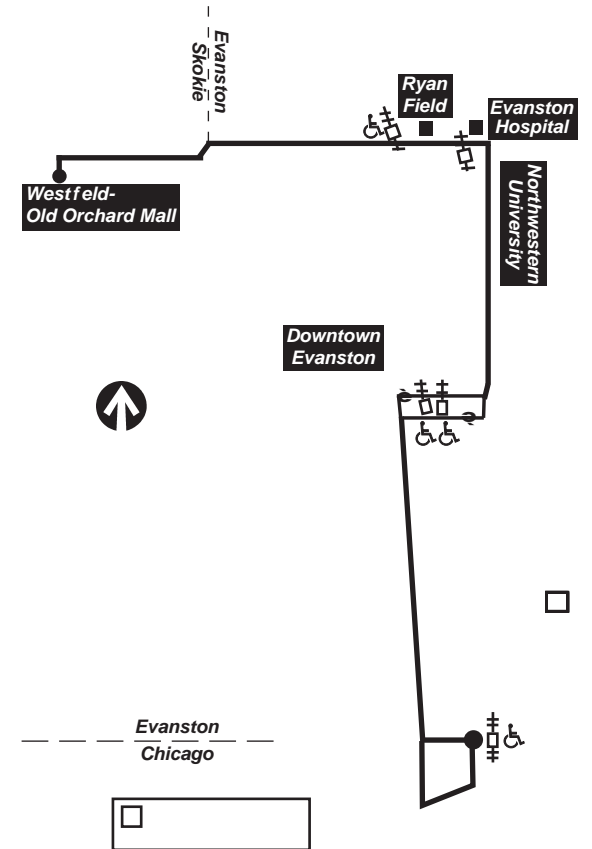 Evanston
Skokie
Ryan
Field
Evanston
Hospital
Westfeld-
Old Orchard Mall
Northwestern
University
Downtown
Evanston
Evanston
Chicago